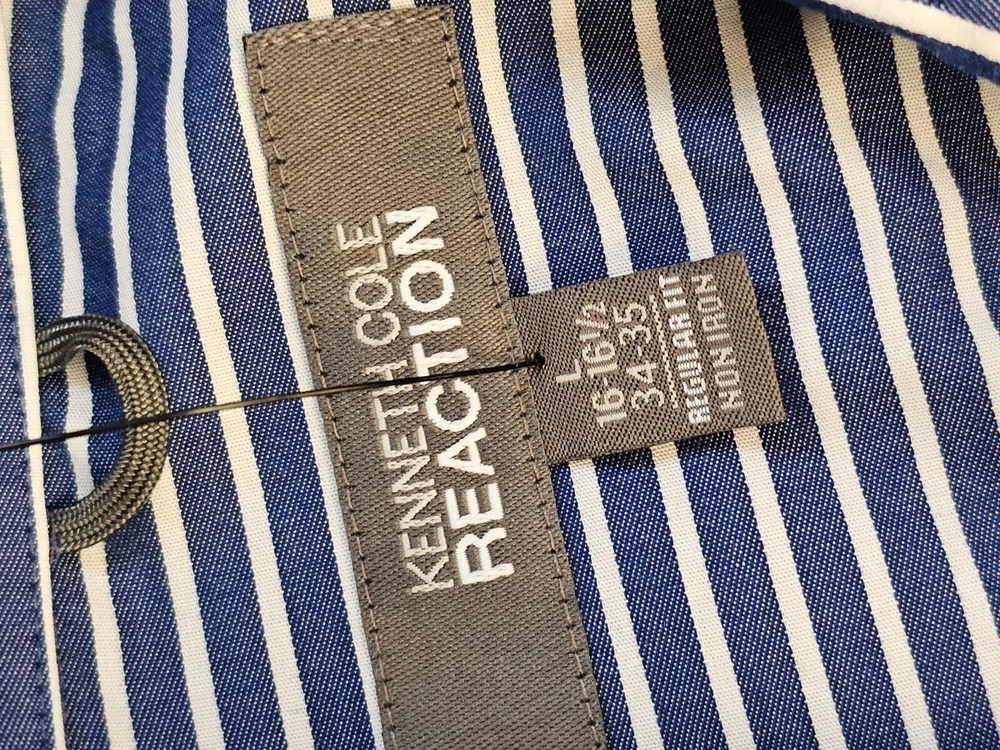 KENNETH COLE
REACTION
L
16-16½
34-35
REGULAR FIT
NON IRON